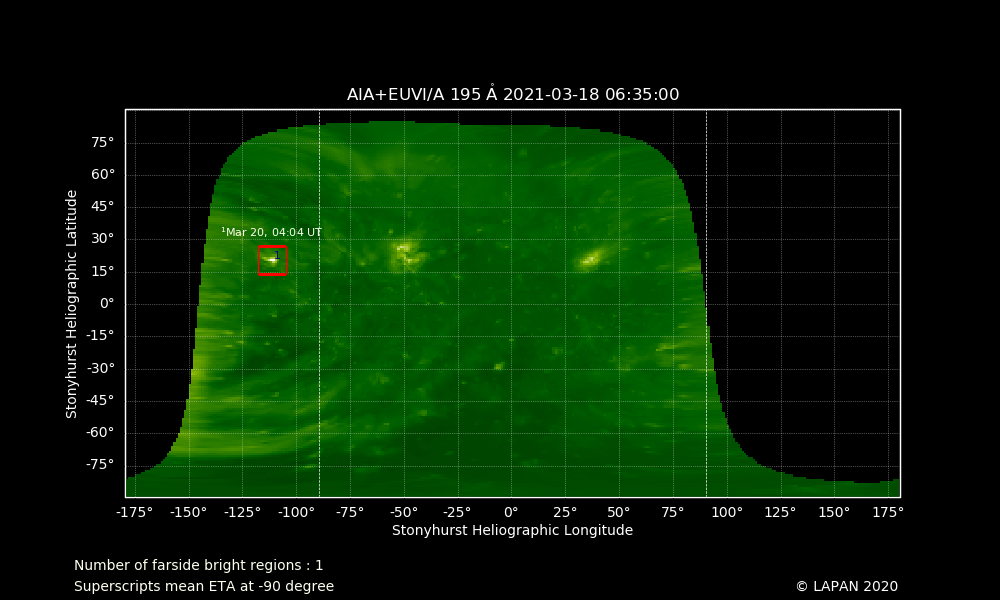 AIA+EUVI/A 195 Å 2021-03-18 06:35:00
75°
60°
45°
¹Mar 20, 04:04 UT
30°
1
15°
0°
-15°
-30°
-45°
-60°
-75°
Stonyhurst Heliographic Latitude
-175° -150° -125° -100° -75° -50° -25° 0° 25° 50° 75° 100° 125° 150° 175°
Stonyhurst Heliographic Longitude
Number of farside bright regions : 1
Superscripts mean ETA at -90 degree
© LAPAN 2020